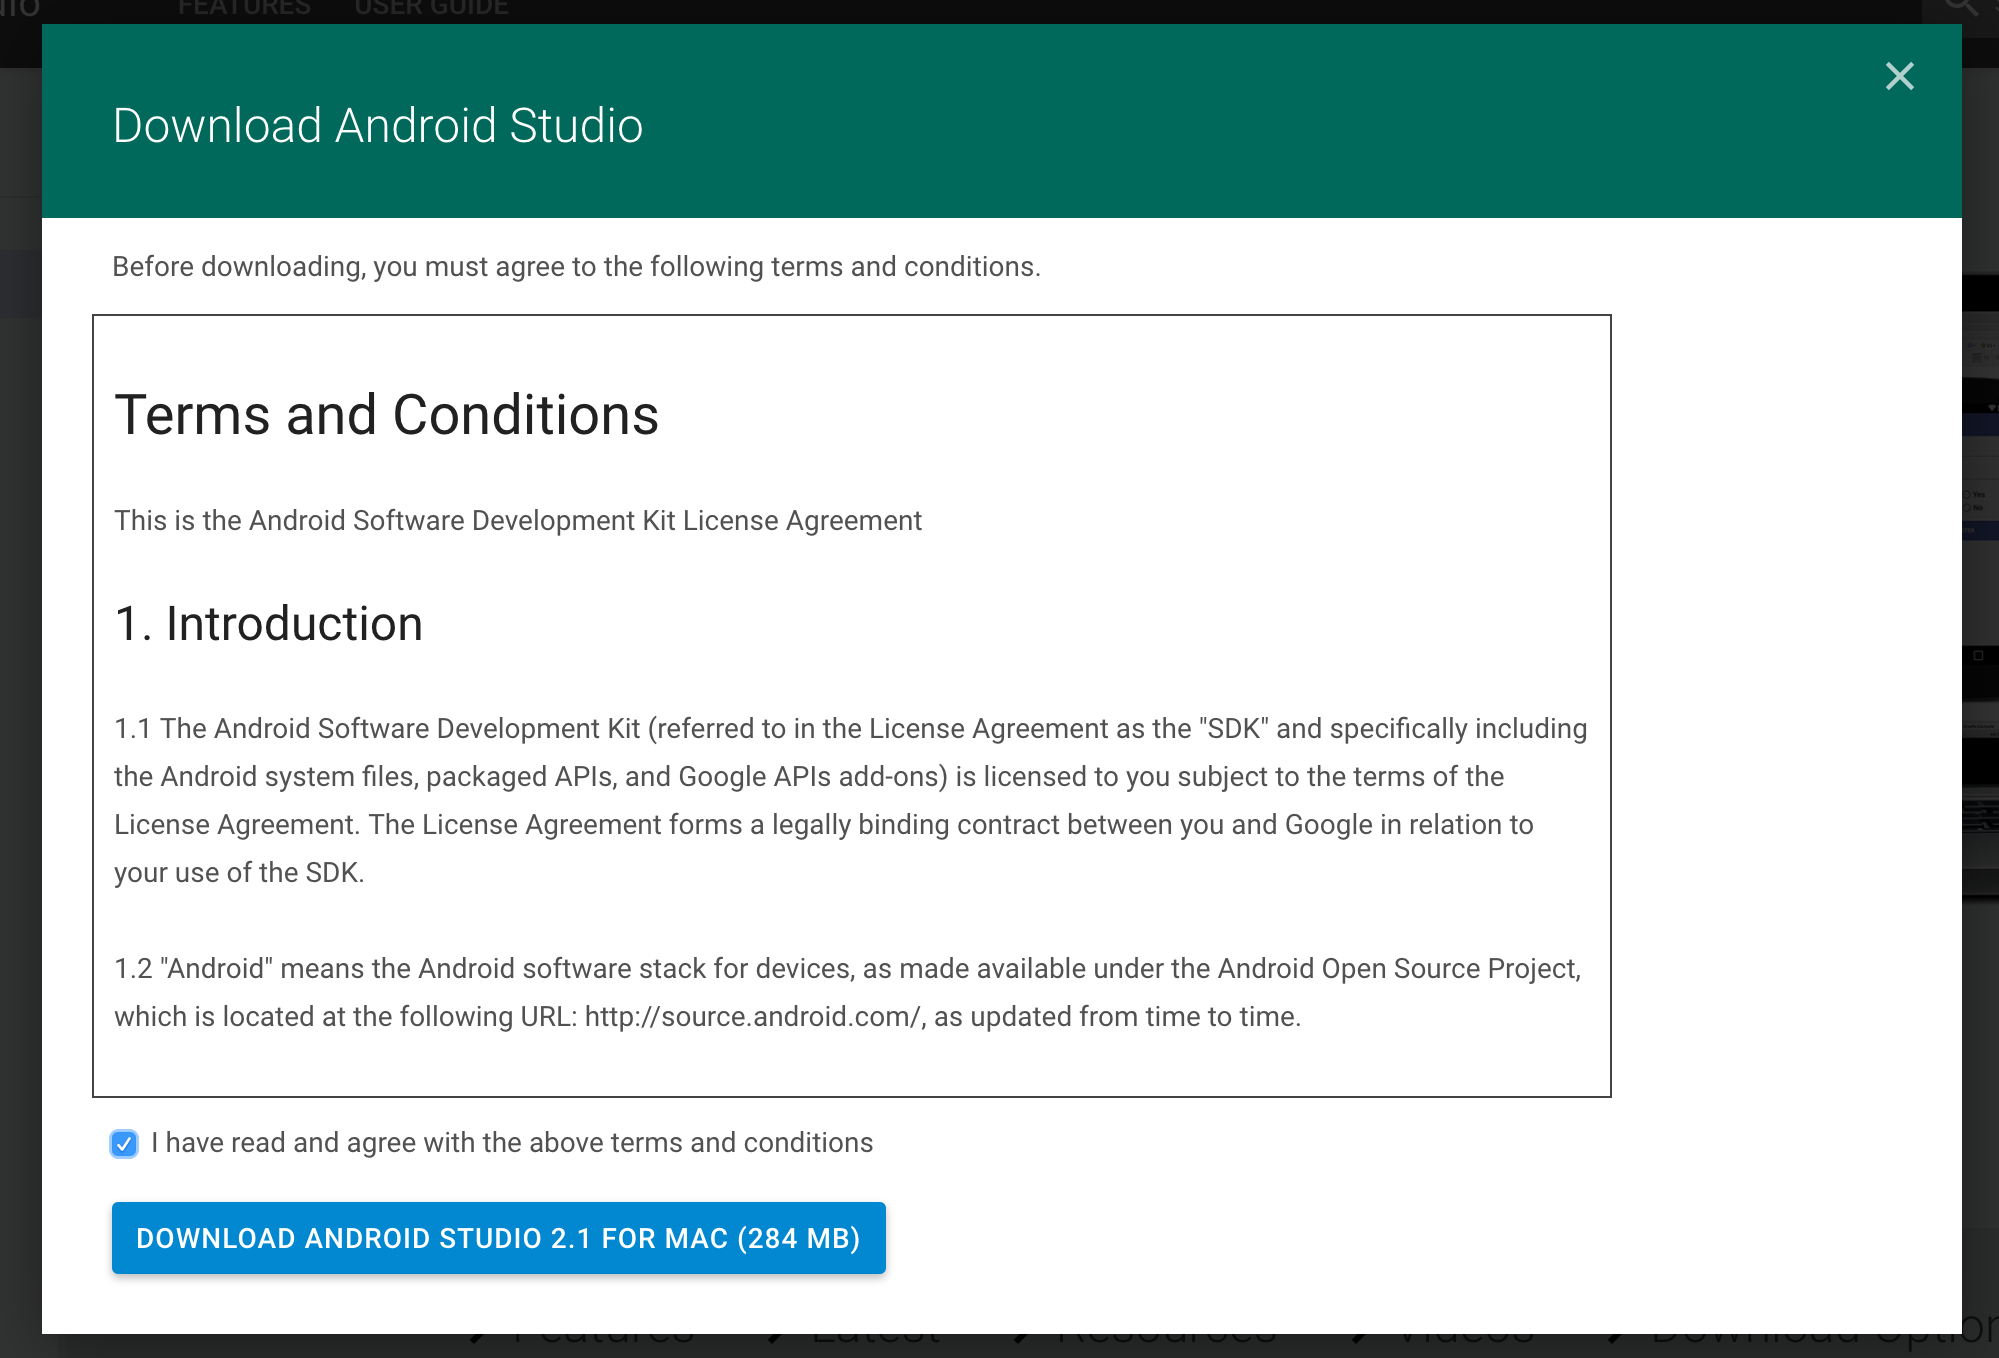 FEATURES USER GUIDE
Download Android Studio
Before downloading, you must agree to the following terms and conditions.
Terms and Conditions
This is the Android Software Development Kit License Agreement
1. Introduction
1.1 The Android Software Development Kit (referred to in the License Agreement as the "SDK" and specifically including
the Android system files, packaged APIs, and Google APIs add-ons) is licensed to you subject to the terms of the
License Agreement. The License Agreement forms a legally binding contract between you and Google in relation to
your use of the SDK.
1.2 "Android" means the Android software stack for devices, as made available under the Android Open Source Project,
which is located at the following URL: http://source.android.com/, as updated from time to time.
Yes
No
I have read and agree with the above terms and conditions
DOWNLOAD ANDROID STUDIO 2.1 FOR MAC (284 MB)
Features Latest Resources Videos Download